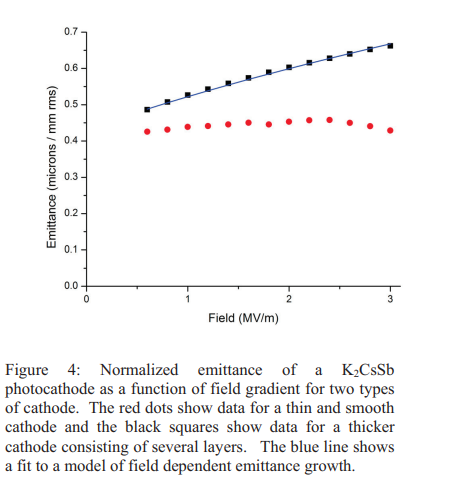 0.7
0.6
0.5
0.4
0.3
0.2
0.1
0.0
Emittance (microns / mm rms)
0 1 2 3
Field (MV/m)
Figure 4: Normalized emittance of a K₂CsSb
photocathode as a function of field gradient for two types
of cathode. The red dots show data for a thin and smooth
cathode and the black squares show data for a thicker
cathode consisting of several layers. The blue line shows
a fit to a model of field dependent emittance growth.